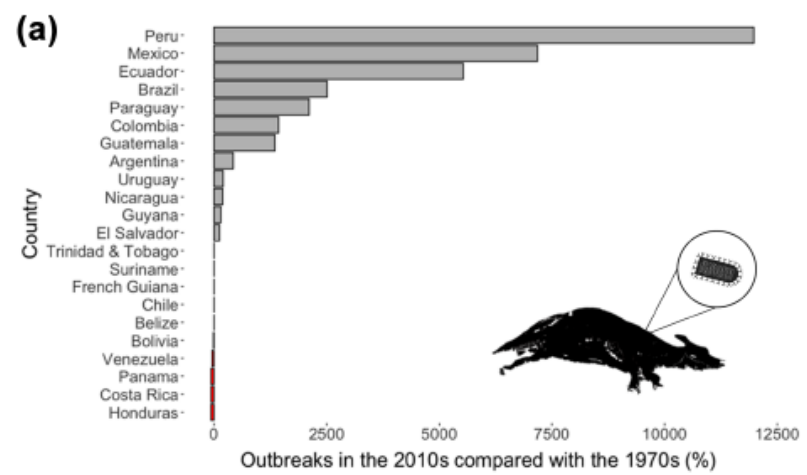 (a)
Peru
Mexico
Ecuador
Brazil
Paraguay
Colombia
Guatemala
Argentina
Uruguay
Nicaragua
Guyana
El Salvador
Trinidad & Tobago
Suriname
French Guiana
Chile
Belize
Bolivia
Venezuela
Panama
Costa Rica
Honduras
Country
0 2500 5000 7500 10000 12500
Outbreaks in the 2010s compared with the 1970s (%)